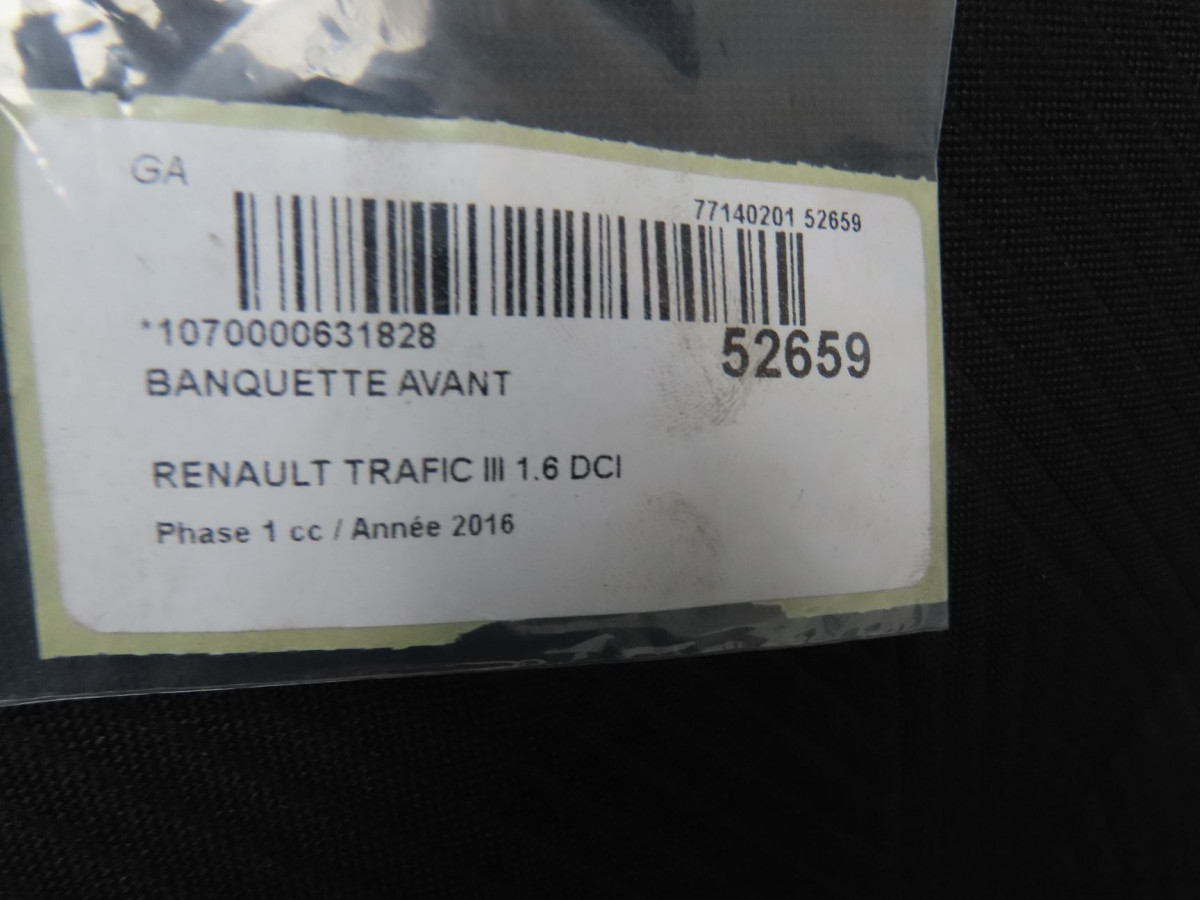 GA
77140201 52659
*1070000631828
52659
BANQUETTE AVANT
RENAULT TRAFIC III 1.6 DCI
Phase 1 cc / Année 2016